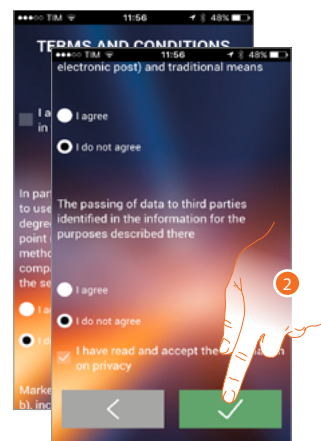 TIM 11:56 48%
TERMS AND CONDITIONS
I a
in
In par
to use
degre
point
metho
compa
the se
I a
I d
Marke
b), inc
TIM 11:56 48%
electronic post) and traditional means
I agree
I do not agree
The passing of data to third parties
identified in the information for the
purposes described there
I agree
I do not agree
I have read and accept the
on privacy
2